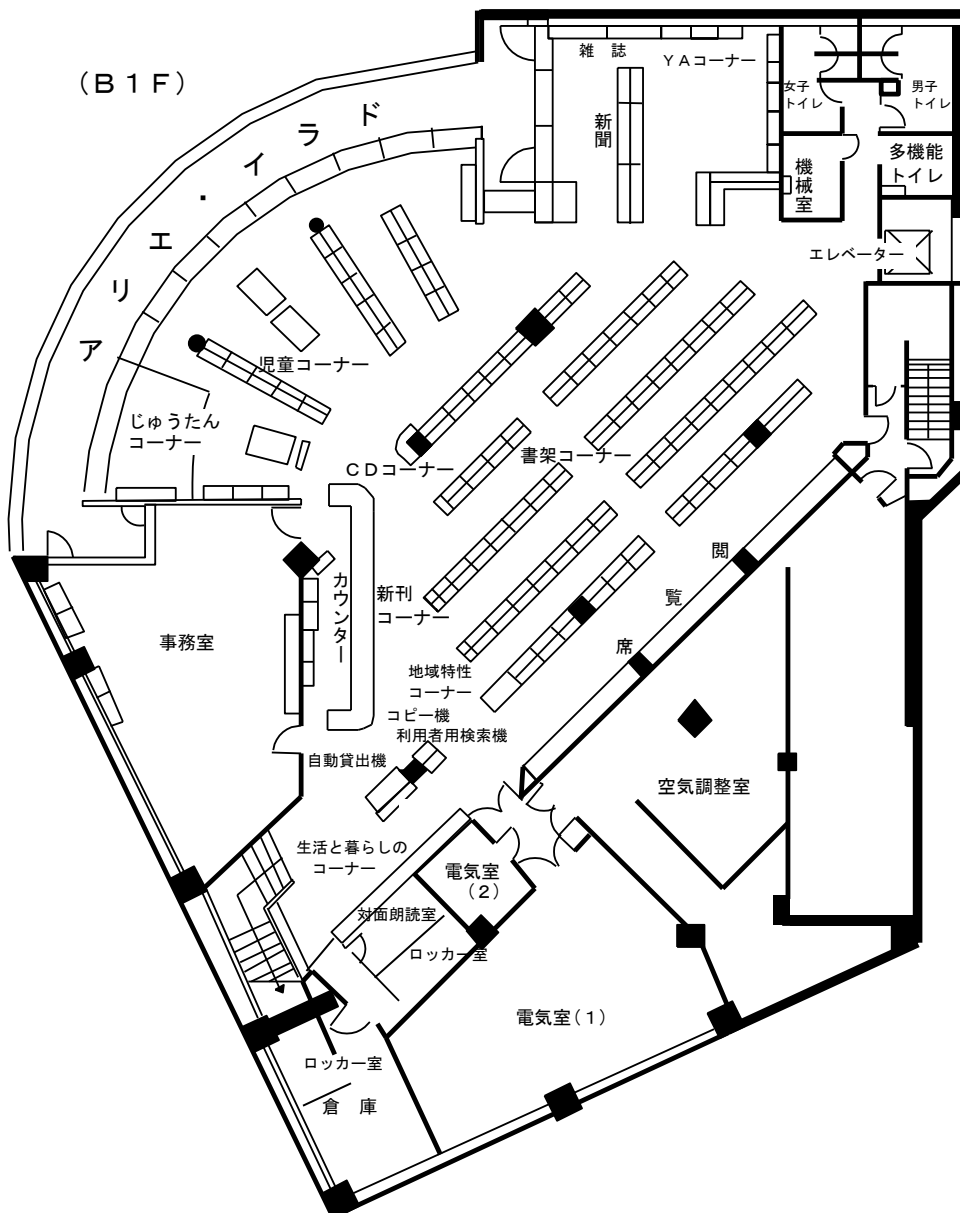 (B1F)
雑 誌
YAコーナー
女子
トイレ
男子
トイレ
新聞
機械室
多機能
トイレ
エレベーター
ドライ・エリア
児童コーナー
じゅうたん
コーナー
CDコーナー
書架コーナー
カウンター
新刊
コーナー
閲覧席
事務室
地域特性
コーナー
コピー機
利用者用検索機
自動貸出機
空気調整室
生活と暮らしの
コーナー
電気室
(2)
対面朗読室
ロッカー室
電気室(1)
ロッカー室
倉 庫